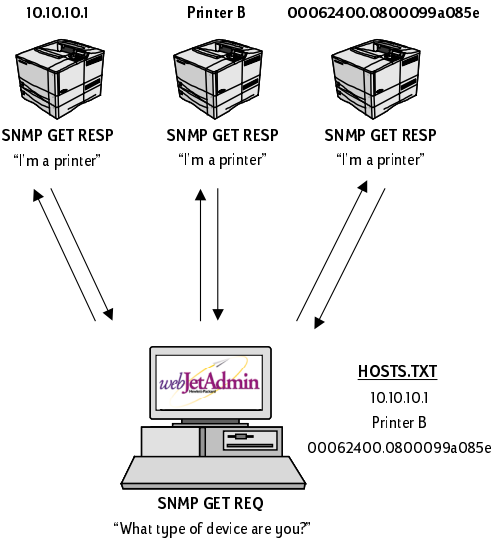 10.10.10.1 Printer B 00062400.0800099a085e
SNMP GET RESP SNMP GET RESP SNMP GET RESP
"I'm a printer" "I'm a printer" "I'm a printer"
webJetAdmin
Hewlett-Packard
HOSTS.TXT
10.10.10.1
Printer B
00062400.0800099a085e
SNMP GET REQ
"What type of device are you?"